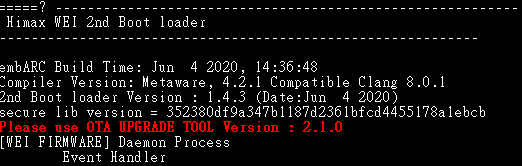 =====? ----------------------------------------------------
Himax WEI 2nd Boot loader
------------------------------------------------------------
embARC Build Time: Jun  4 2020, 14:36:48
Compiler Version: Metaware, 4.2.1 Compatible Clang 8.0.1
2nd Boot loader Version : 1.4.3 (Date:Jun  4 2020)
secure lib version = 352380df9a347b1187d2361bfcd4455178a1ebcb
Please use OTA UPGRADE TOOL Version : 2.1.0
[WEI FIRMWARE] Daemon Process
Event Handler